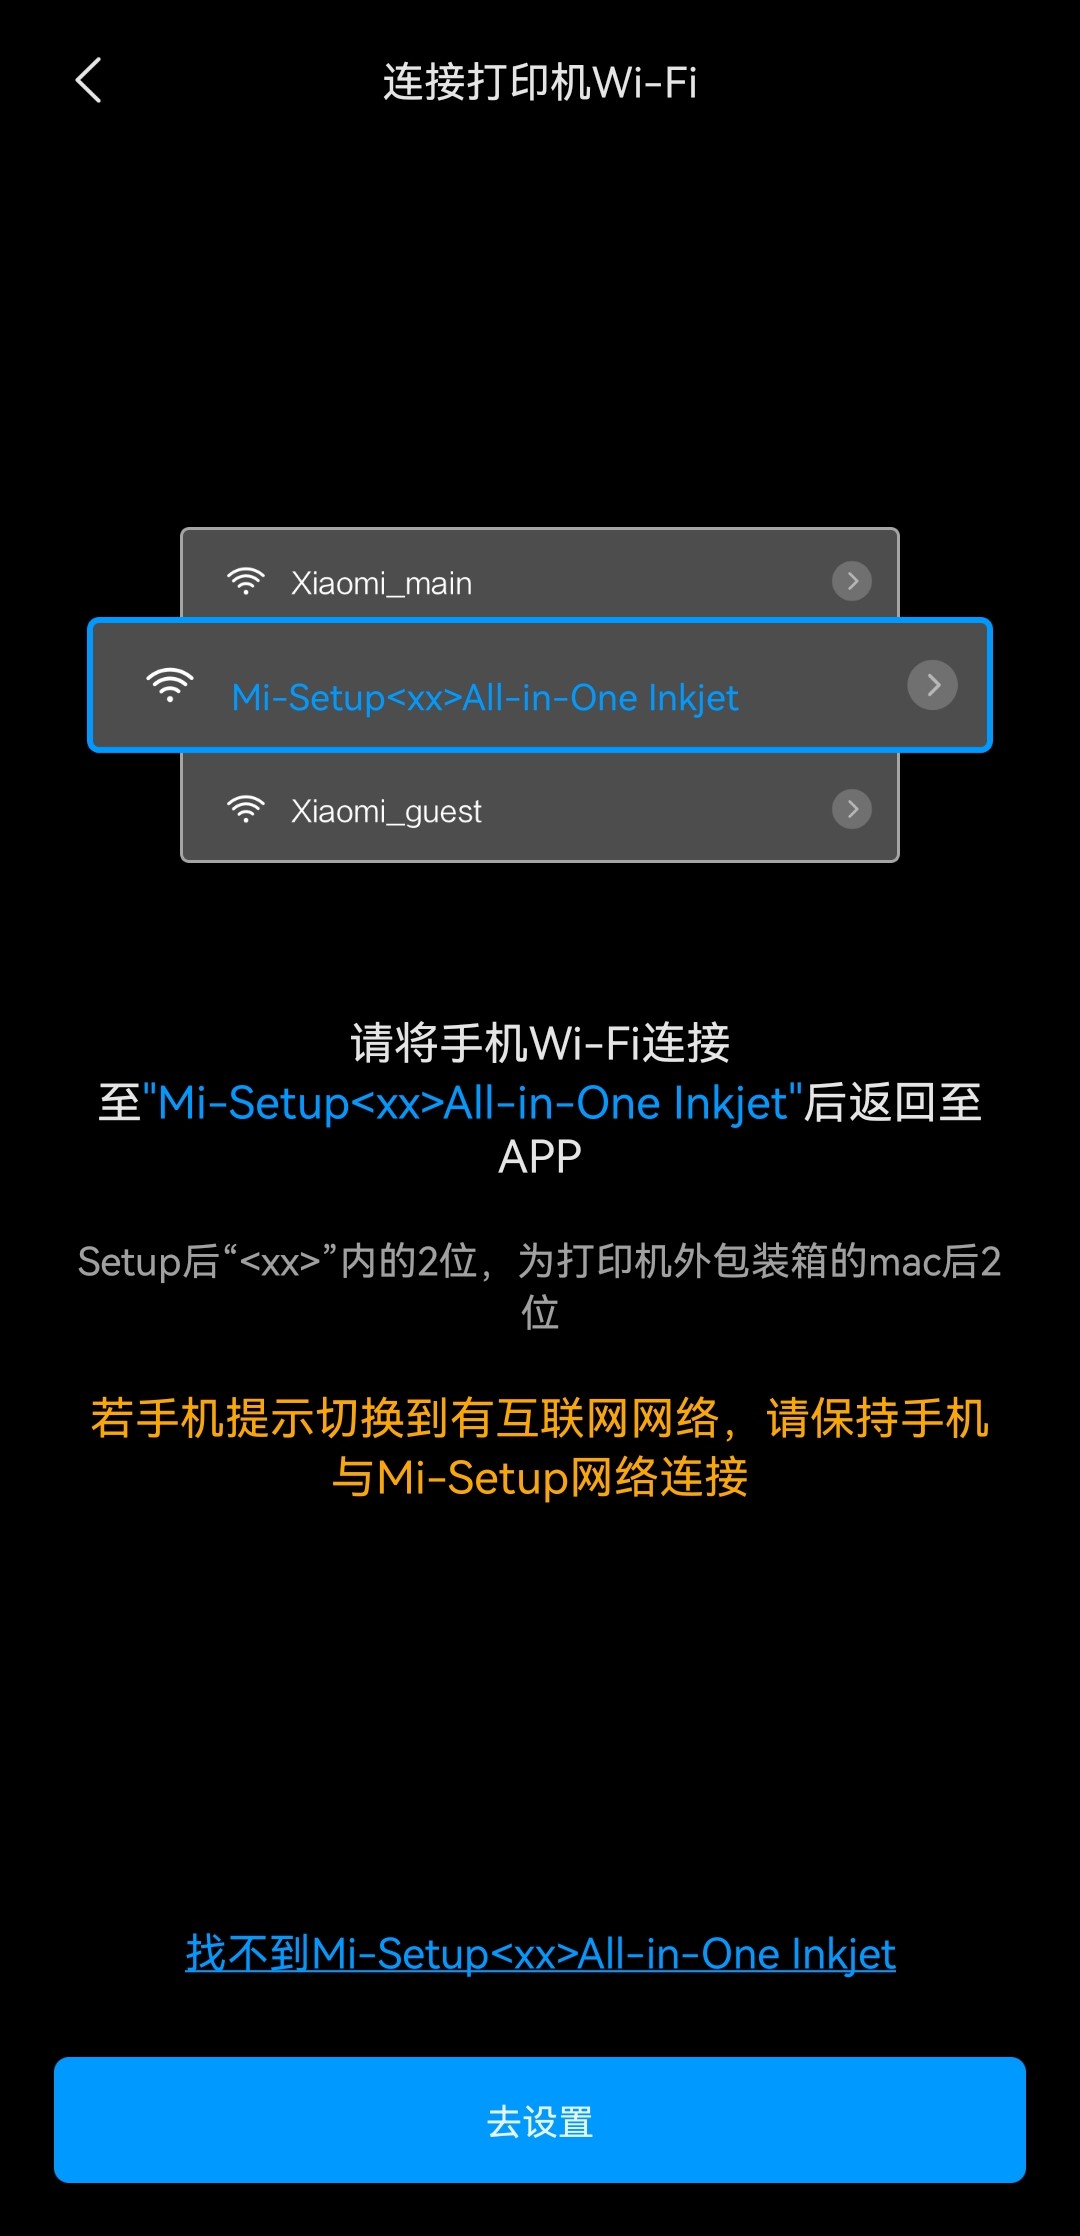 连接打印机Wi-Fi
Xiaomi_main
Mi-Setup<xx>All-in-One Inkjet
Xiaomi_guest
请将手机Wi-Fi连接
至"Mi-Setup<xx>All-in-One Inkjet"后返回至
APP
Setup后“<xx>”内的2位，为打印机外包装箱的mac后2
位
若手机提示切换到有互联网网络，请保持手机
与Mi-Setup网络连接
找不到Mi-Setup<xx>All-in-One Inkjet
去设置